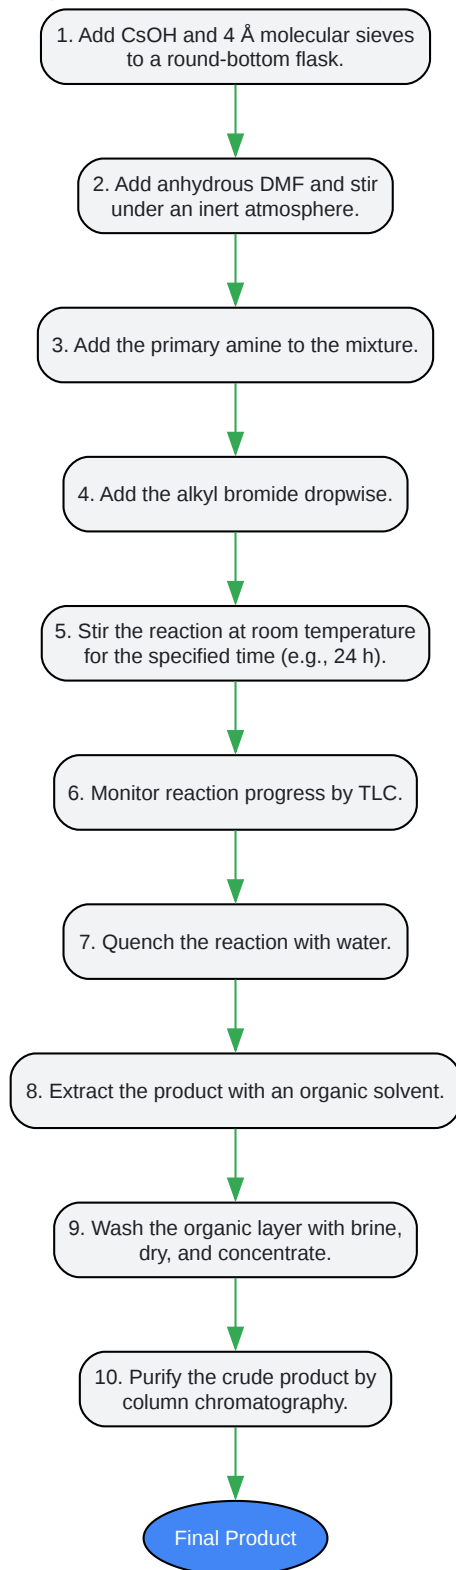 1. Add CsOH and 4 Å molecular sieves
to a round-bottom flask.
2. Add anhydrous DMF and stir
under an inert atmosphere.
3. Add the primary amine to the mixture.
4. Add the alkyl bromide dropwise.
5. Stir the reaction at room temperature
for the specified time (e.g., 24 h).
6. Monitor reaction progress by TLC.
7. Quench the reaction with water.
8. Extract the product with an organic solvent.
9. Wash the organic layer with brine,
dry, and concentrate.
10. Purify the crude product by
column chromatography.
Final Product